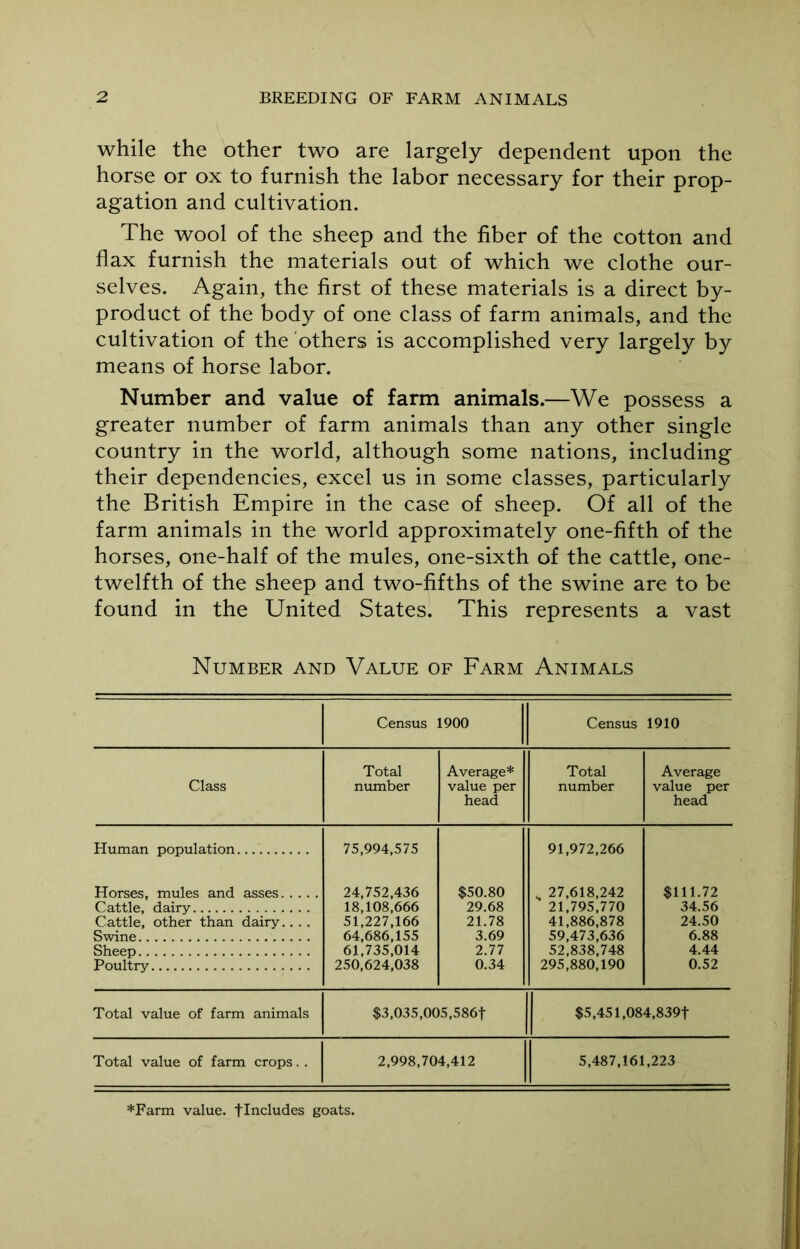 2 BREEDING OF FARM ANIMALS
while the other two are largely dependent upon the
horse or ox to furnish the labor necessary for their prop-
agation and cultivation.
The wool of the sheep and the fiber of the cotton and
flax furnish the materials out of which we clothe our-
selves. Again, the first of these materials is a direct by-
product of the body of one class of farm animals, and the
cultivation of the others is accomplished very largely by
means of horse labor.
Number and value of farm animals.—We possess a
greater number of farm animals than any other single
country in the world, although some nations, including
their dependencies, excel us in some classes, particularly
the British Empire in the case of sheep. Of all of the
farm animals in the world approximately one-fifth of the
horses, one-half of the mules, one-sixth of the cattle, one-
twelfth of the sheep and two-fifths of the swine are to be
found in the United States. This represents a vast
Number and Value of Farm Animals
Census 1900 Census 1910
Class Total number Average* value per head Total number Average value per head
Human population.......... 75,994,575 91,972,266
Horses, mules and asses..... 24,752,436 $50.80 27,618,242 $111.72
Cattle, dairy............... 18,108,666 29.68 21,795,770 34.56
Cattle, other than dairy.... 51,227,166 21.78 41,886,878 24.50
Swine...................... 64,686,155 3.69 59,473,636 6.88
Sheep...................... 61,735,014 2.77 52,838,748 4.44
Poultry.................... 250,624,038 0.34 295,880,190 0.52
Total value of farm animals $3,035,005,586† $5,451,084,839†
Total value of farm crops.. 2,998,704,412 5,487,161,223
*Farm value. †Includes goats.